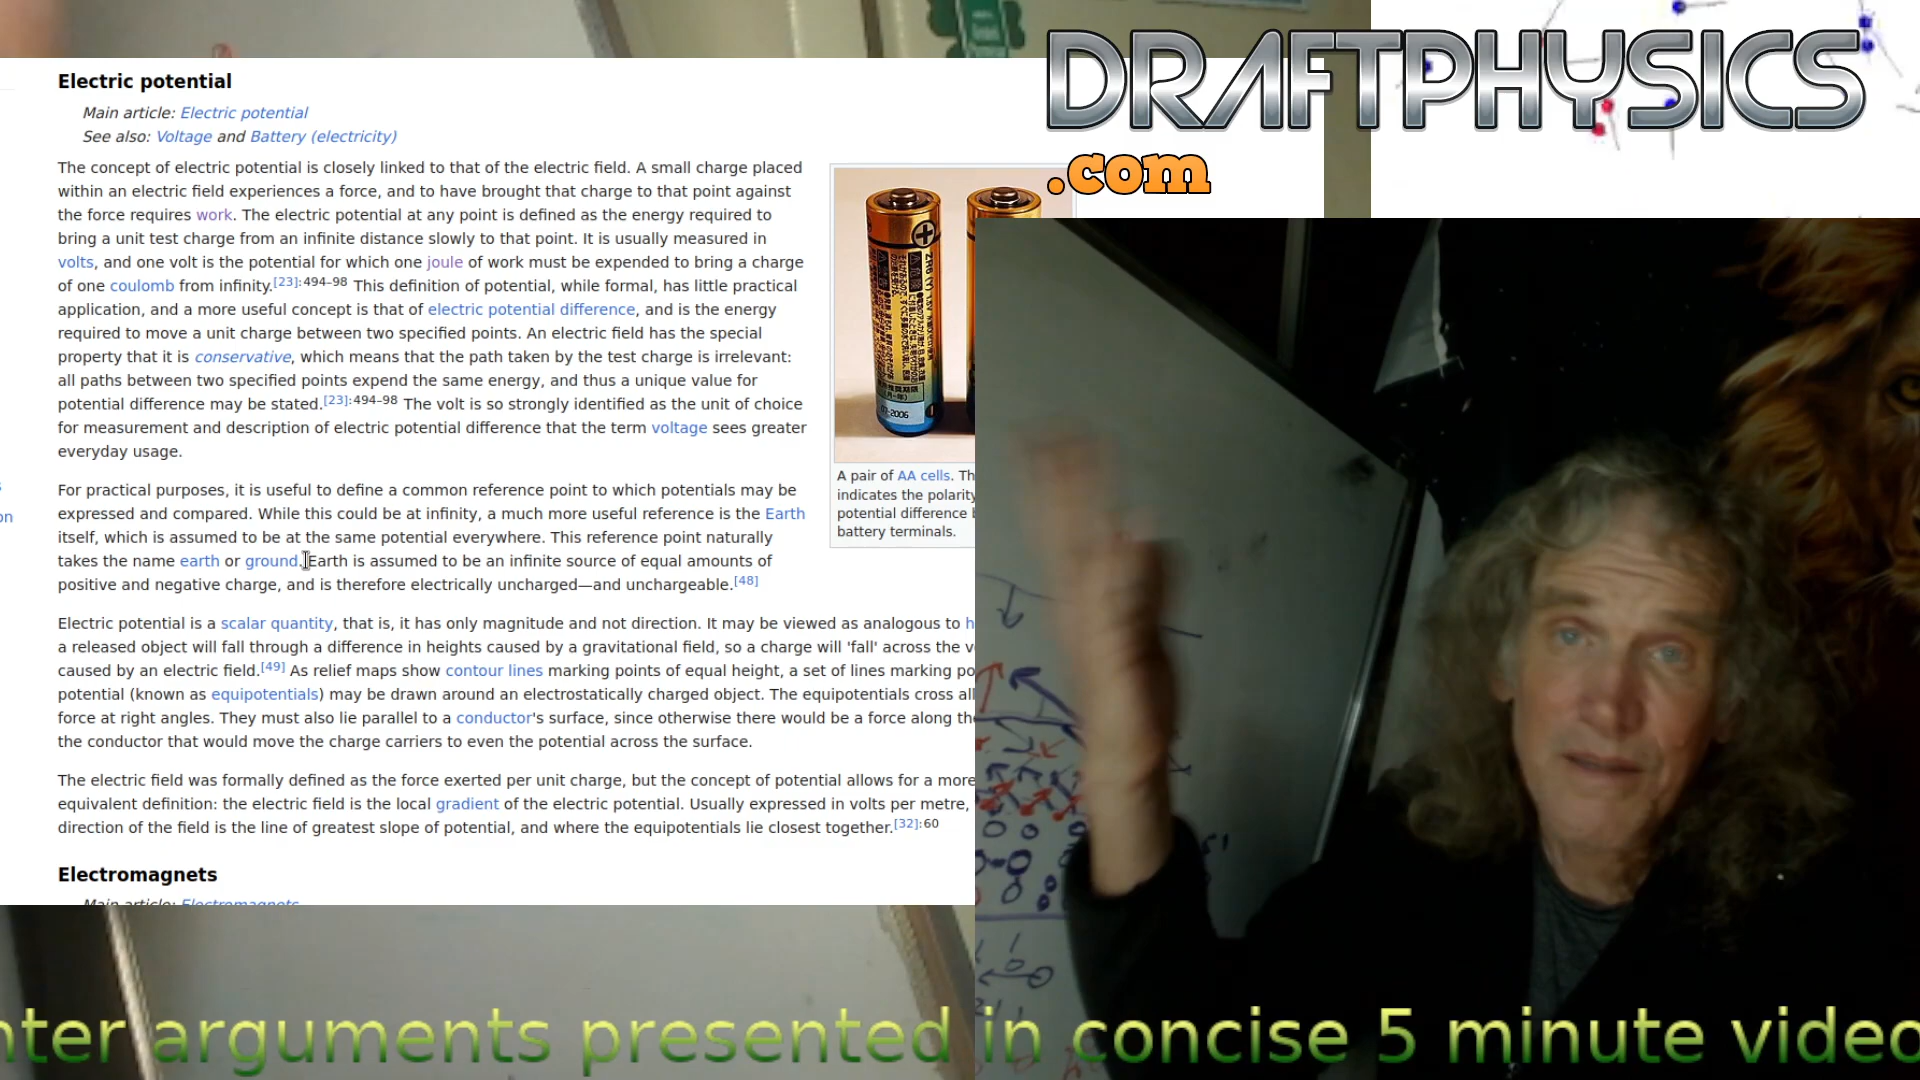 DRAFTPHYSICS
.com
Electric potential
Main article: Electric potential
See also: Voltage and Battery (electricity)
The concept of electric potential is closely linked to that of the electric field. A small charge placed
within an electric field experiences a force, and to have brought that charge to that point against
the force requires work. The electric potential at any point is defined as the energy required to
bring a unit test charge from an infinite distance slowly to that point. It is usually measured in
volts, and one volt is the potential for which one joule of work must be expended to bring a charge
of one coulomb from infinity.[23]:494–98 This definition of potential, while formal, has little practical
application, and a more useful concept is that of electric potential difference, and is the energy
required to move a unit charge between two specified points. An electric field has the special
property that it is conservative, which means that the path taken by the test charge is irrelevant:
all paths between two specified points expend the same energy, and thus a unique value for
potential difference may be stated.[23]:494–98 The volt is so strongly identified as the unit of choice
for measurement and description of electric potential difference that the term voltage sees greater
everyday usage.
A pair of AA cells. Th
indicates the polarity
potential difference b
battery terminals.
For practical purposes, it is useful to define a common reference point to which potentials may be
expressed and compared. While this could be at infinity, a much more useful reference is the Earth
itself, which is assumed to be at the same potential everywhere. This reference point naturally
takes the name earth or ground. Earth is assumed to be an infinite source of equal amounts of
positive and negative charge, and is therefore electrically uncharged—and unchargeable.[48]
on
Electric potential is a scalar quantity, that is, it has only magnitude and not direction. It may be viewed as analogous to h
a released object will fall through a difference in heights caused by a gravitational field, so a charge will 'fall' across the v
caused by an electric field.[49] As relief maps show contour lines marking points of equal height, a set of lines marking po
potential (known as equipotentials) may be drawn around an electrostatically charged object. The equipotentials cross all
force at right angles. They must also lie parallel to a conductor's surface, since otherwise there would be a force along the
the conductor that would move the charge carriers to even the potential across the surface.
The electric field was formally defined as the force exerted per unit charge, but the concept of potential allows for a more
equivalent definition: the electric field is the local gradient of the electric potential. Usually expressed in volts per metre,
direction of the field is the line of greatest slope of potential, and where the equipotentials lie closest together.[32]:60
Electromagnets
Main article: Electromagnets
nter arguments presented in concise 5 minute video